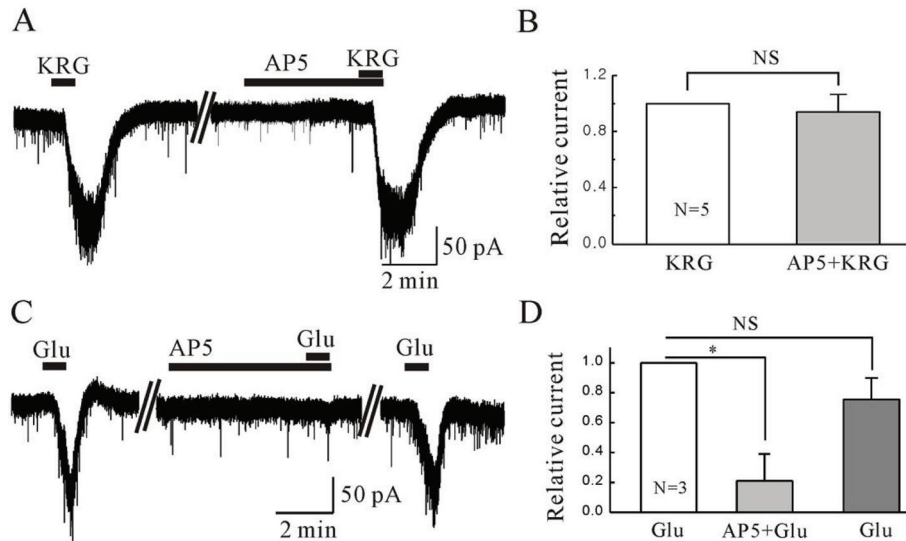 A
KRG
AP5
KRG
50 pA
2 min
B
NS
Relative current
1.2
0.8
0.4
0.0
N=5
KRG
AP5+KRG
C
Glu
AP5
Glu
Glu
50 pA
2 min
D
NS
*
Relative current
1.0
0.8
0.6
0.4
0.2
0.0
N=3
Glu
AP5+Glu
Glu